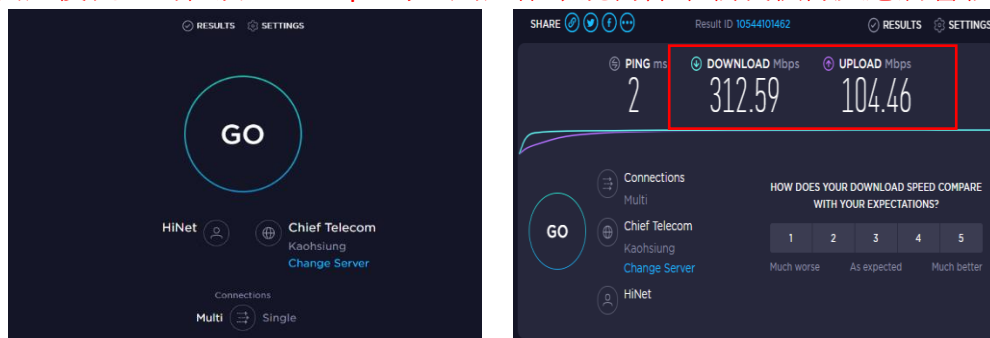 RESULTS SETTINGS
GO
HiNet
Chief Telecom
Kaohsiung
Change Server
Connections
Multi Single
SHARE Result ID 10544101462 RESULTS SETTINGS
PING ms DOWNLOAD Mbps UPLOAD Mbps
2 312.59 104.46
Connections
Multi
Chief Telecom
Kaohsiung
Change Server
HiNet
GO
HOW DOES YOUR DOWNLOAD SPEED COMPARE
WITH YOUR EXPECTATIONS?
1 2 3 4 5
Much worse As expected Much better